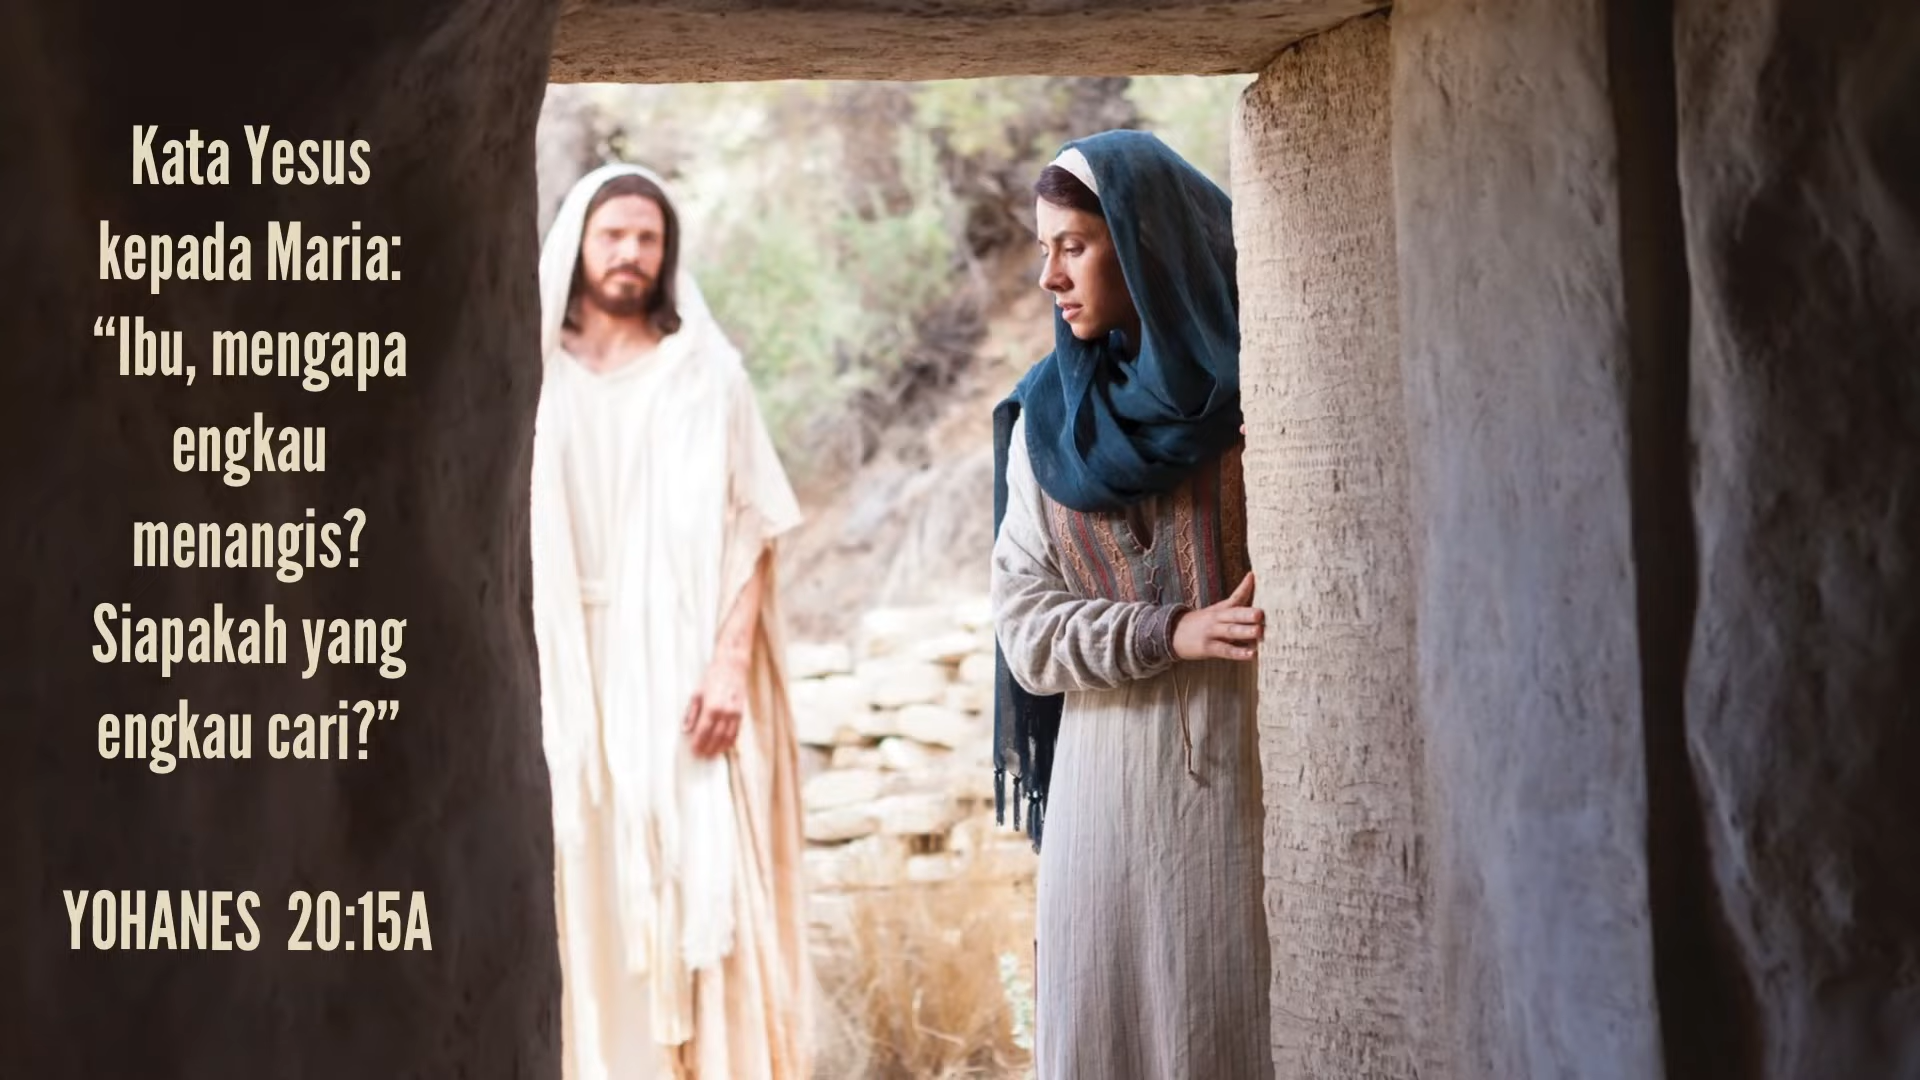 Kata Yesus
kepada Maria:
“Ibu, mengapa
engkau
menangis?
Siapakah yang
engkau cari?”
YOHANES 20:15A